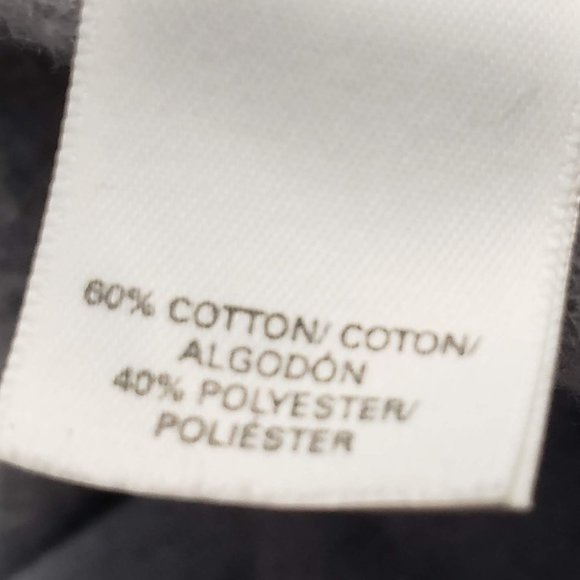 60% COTTON/ COTON/
ALGODÓN
40% POLYESTER/
POLIÉSTER